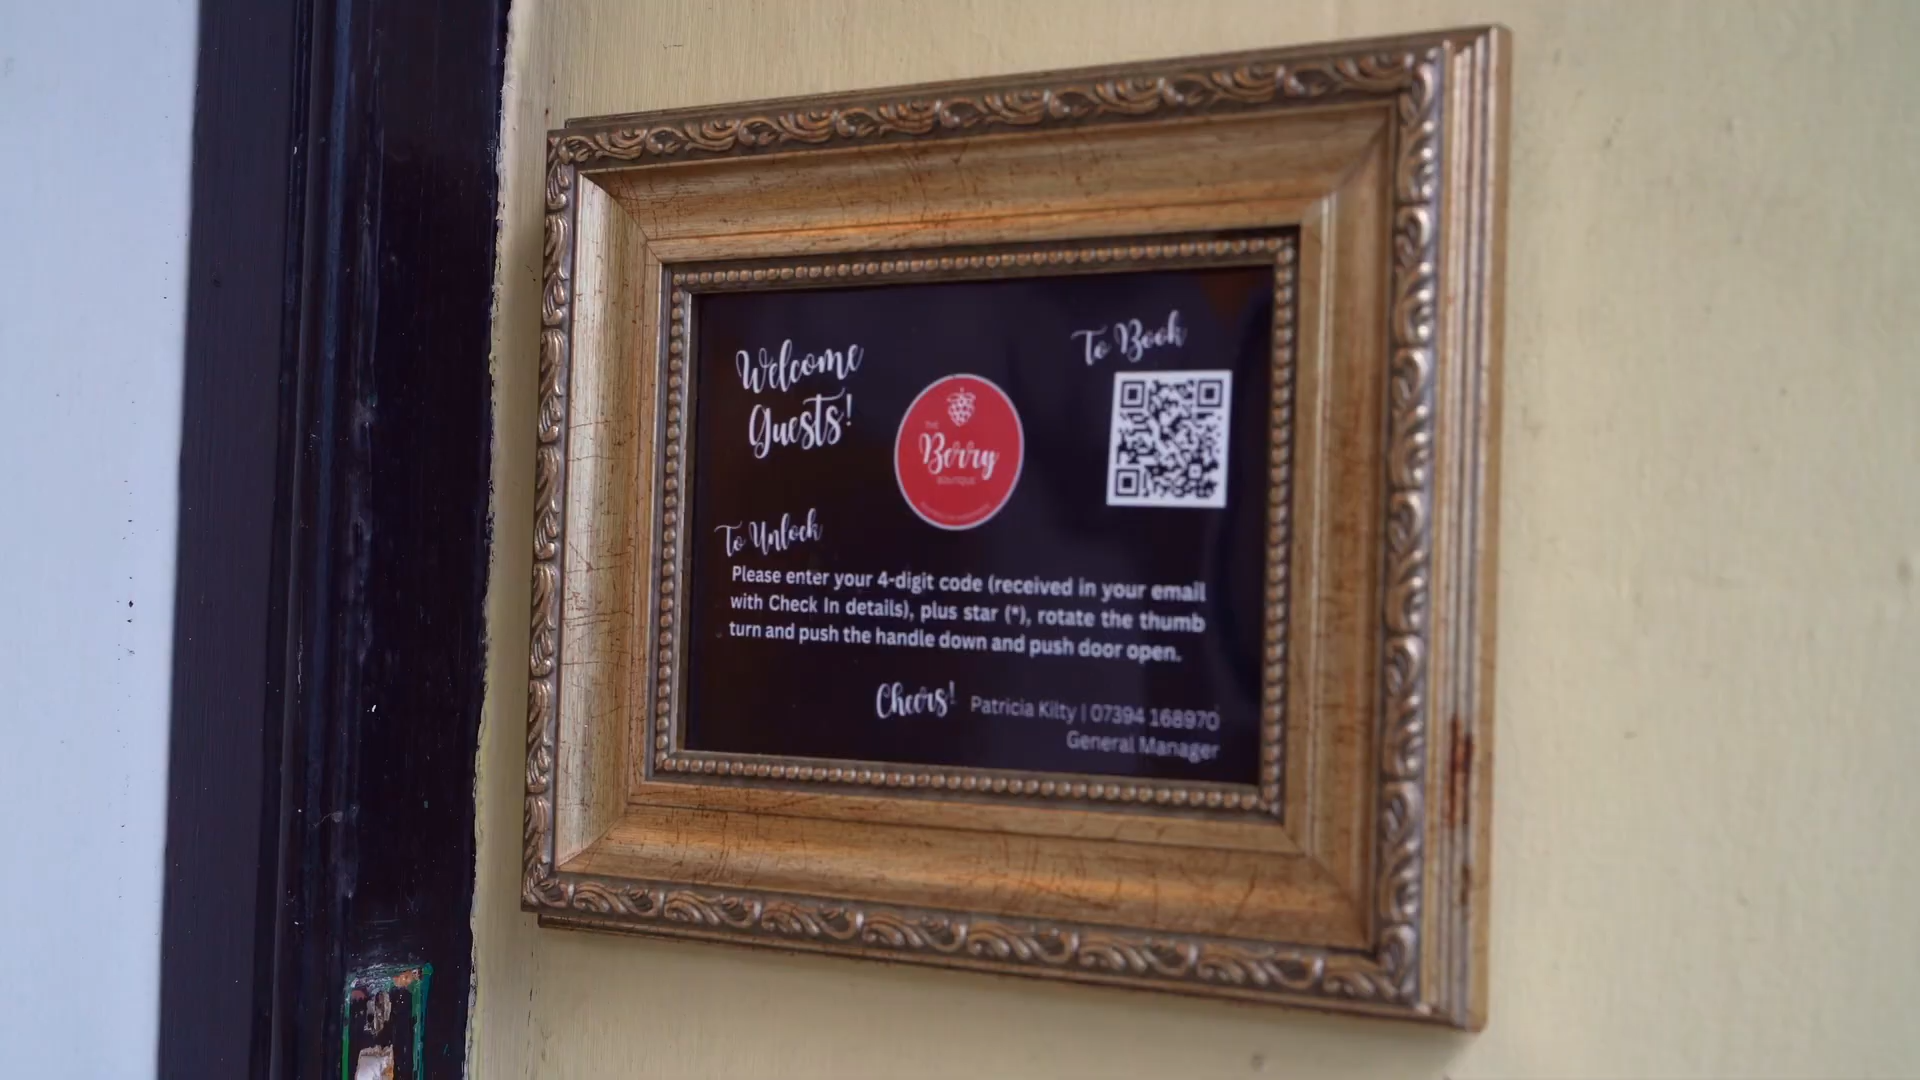 Welcome
Guests!
To Book
THE
Berry
BOUTIQUE
To Unlock
Please enter your 4-digit code (received in your email
with Check In details), plus star (*), rotate the thumb
turn and push the handle down and push door open.
Cheers! Patricia Kilty | 07394 168970
General Manager